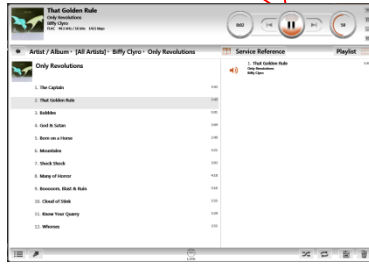 That Golden Rule
Only Revolutions
Biffy Clyro
0:02
Artist / Album · [All Artists] · Biffy Clyro · Only Revolutions
Service Reference
Playlist
Only Revolutions
1. That Golden Rule
Only Revolutions
Biffy Clyro
1. The Captain
2. That Golden Rule
3. Bubbles
4. God & Satan
5. Born on a Horse
6. Mountains
7. Shock Shock
8. Many of Horror
9. Booooom, Blast & Ruin
10. Cloud of Stink
11. Know Your Quarry
12. Whorses